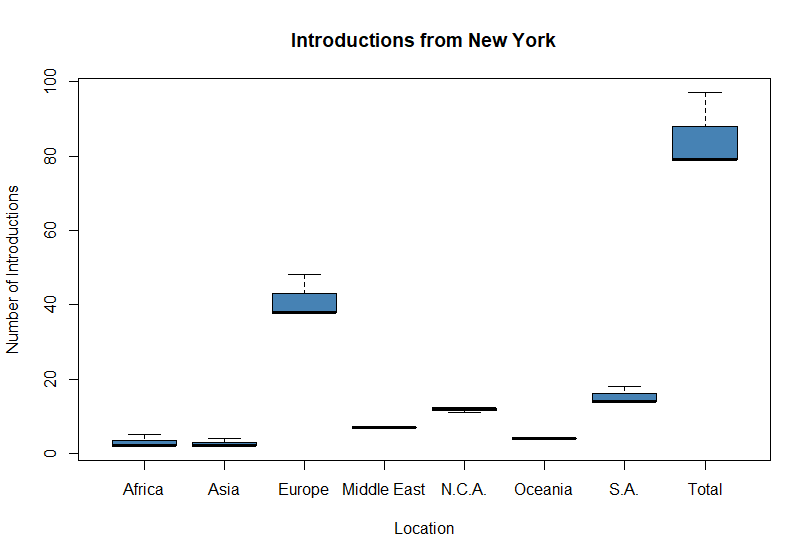 Introductions from New York
Number of Introductions
100
80
60
40
20
0
Africa Asia Europe Middle East N.C.A. Oceania S.A. Total
Location